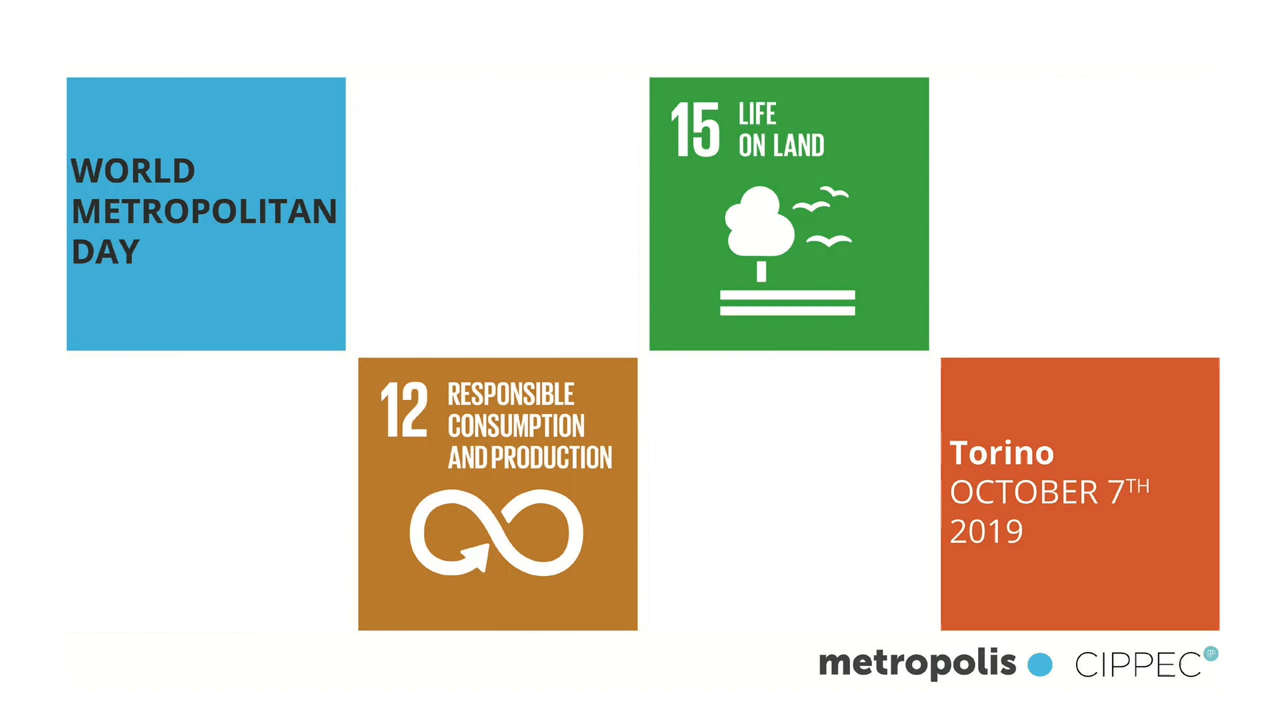 WORLD
METROPOLITAN
DAY
15 LIFE
ON LAND
12 RESPONSIBLE
CONSUMPTION
AND PRODUCTION
Torino
OCTOBER 7TH
2019
metropolis CIPPEC